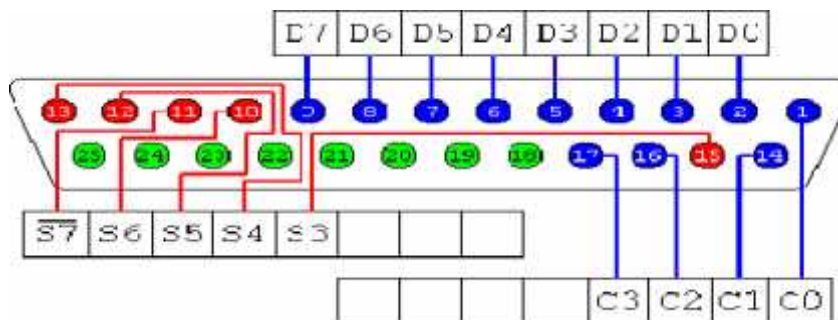 D7 D6 D5 D4 D3 D2 D1 D0
13 12 11 10 9 8 7 6 5 4 3 2 1
25 24 23 22 21 20 19 18 17 16 15 14
S̅7̅ S6 S5 S4 S3
C3 C2 C1 C0